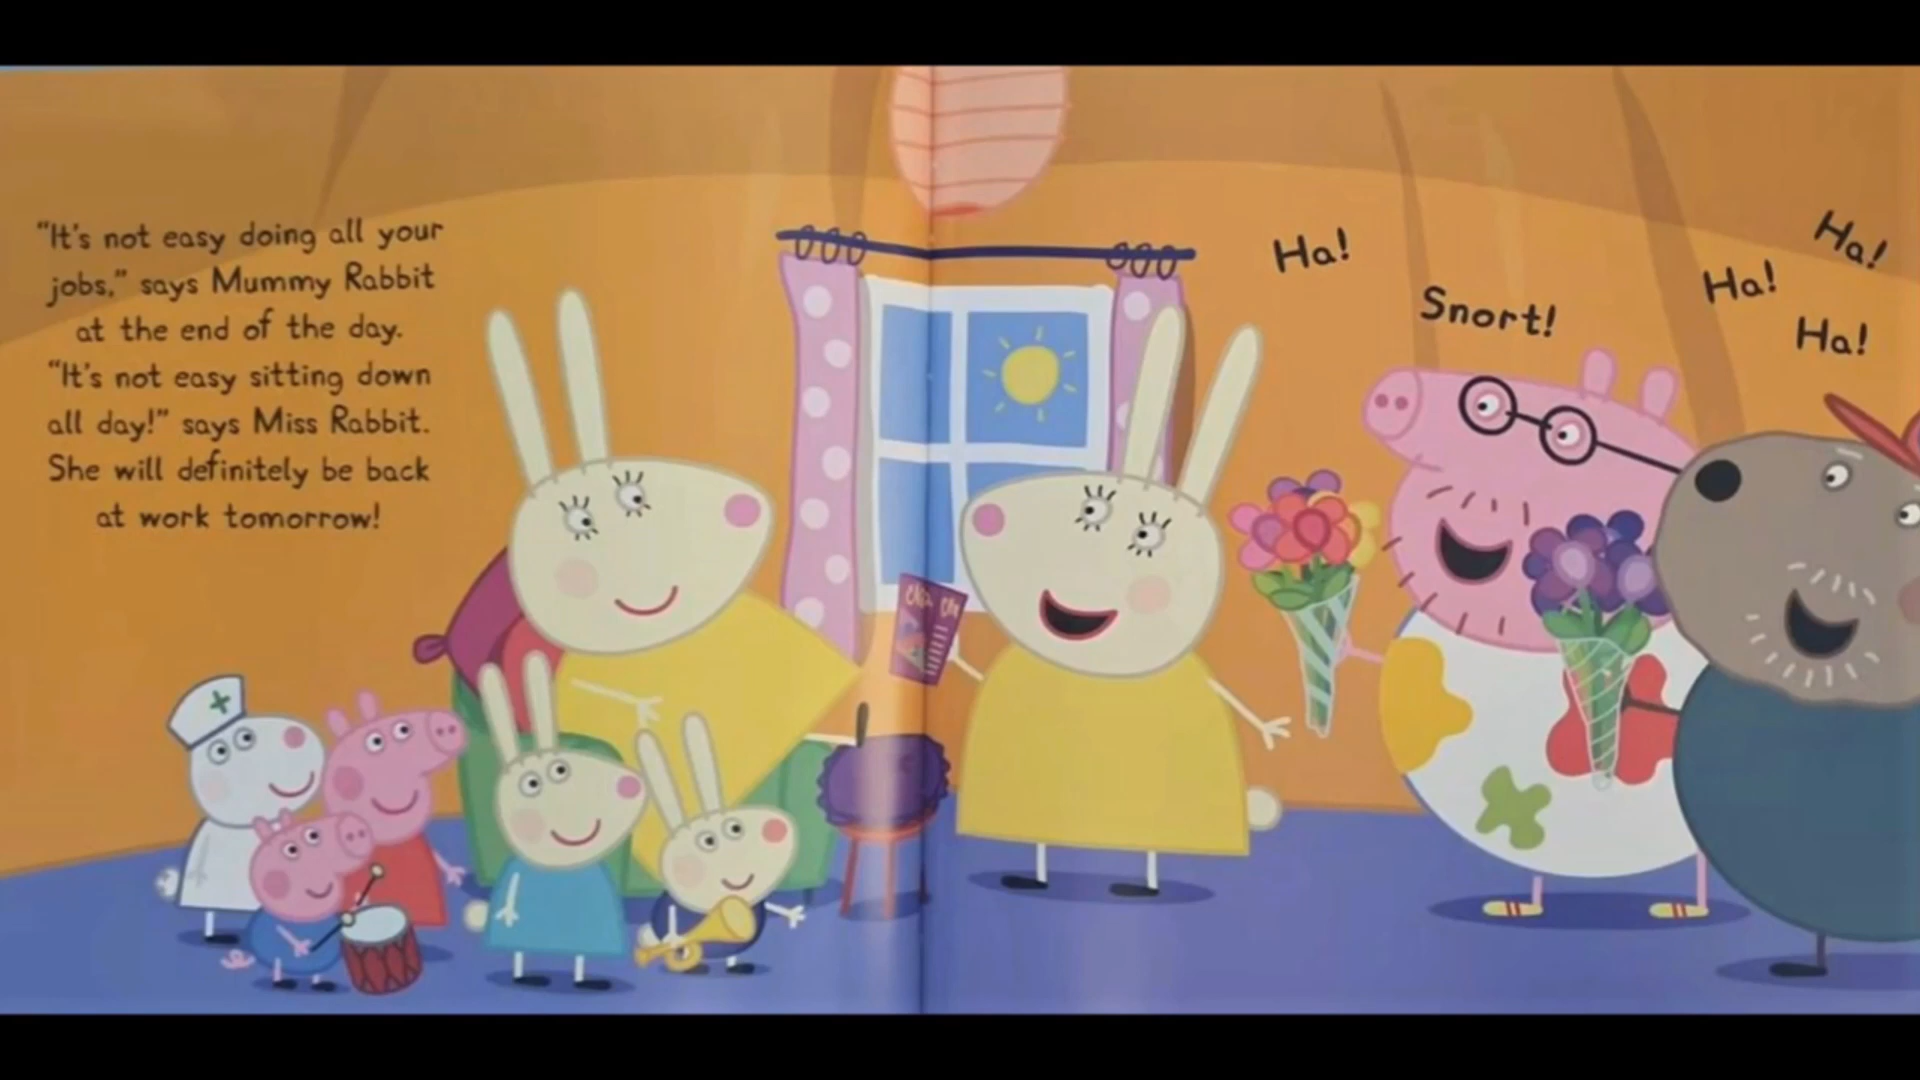 “It’s not easy doing all your
jobs,” says Mummy Rabbit
at the end of the day.
“It’s not easy sitting down
all day!” says Miss Rabbit.
She will definitely be back
at work tomorrow!
Ha!
Snort!
Ha!
Ha!
Ha!